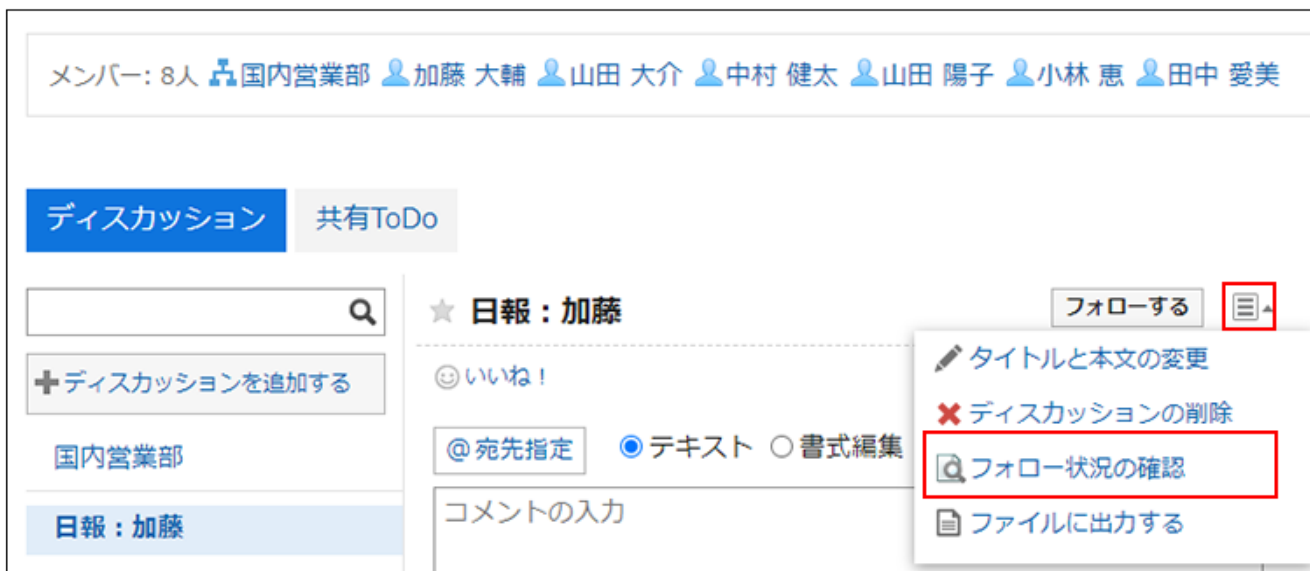 メンバー: 8人 国内営業部 加藤 大輔 山田 大介 中村 健太 山田 陽子 小林 恵 田中 愛美
ディスカッション 共有ToDo
日報：加藤 フォローする
ディスカッションを追加する
国内営業部
日報：加藤
いいね！
@宛先指定 テキスト 書式編集
コメントの入力
タイトルと本文の変更
ディスカッションの削除
フォロー状況の確認
ファイルに出力する